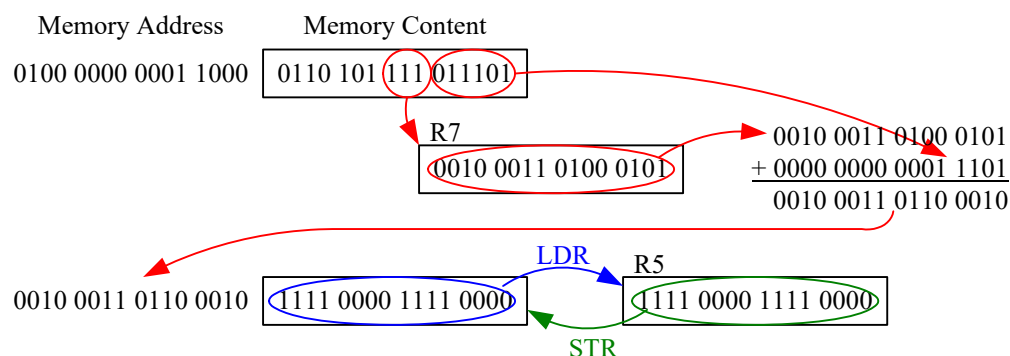 Memory Address Memory Content
0100 0000 0001 1000 0110 101 111 011101
R7
0010 0011 0100 0101
0010 0011 0100 0101
+ 0000 0000 0001 1101
0010 0011 0110 0010
LDR
R5
0010 0011 0110 0010 1111 0000 1111 0000 1111 0000 1111 0000
STR